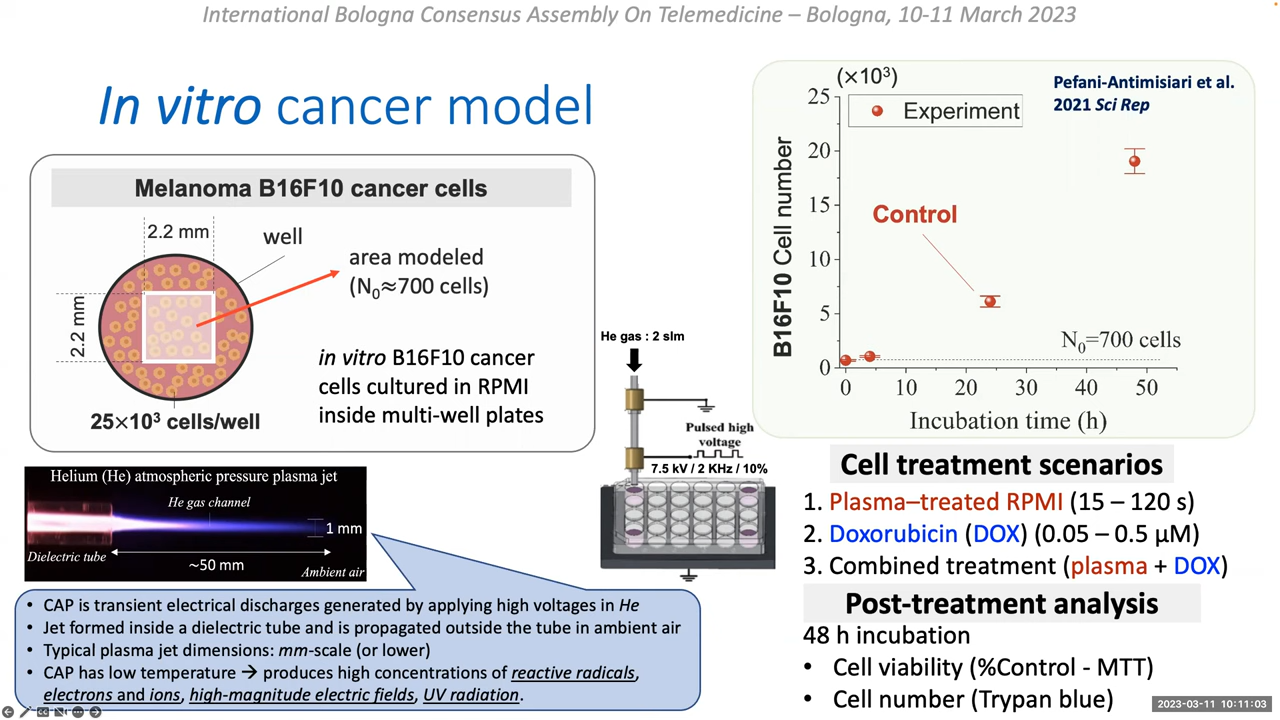 International Bologna Consensus Assembly On Telemedicine – Bologna, 10-11 March 2023
In vitro cancer model
Melanoma B16F10 cancer cells
2.2 mm
well
area modeled
(N₀≈700 cells)
2.2 mm
in vitro B16F10 cancer
cells cultured in RPMI
inside multi-well plates
25×10³ cells/well
Helium (He) atmospheric pressure plasma jet
He gas channel
1 mm
Dielectric tube
~50 mm
Ambient air
• CAP is transient electrical discharges generated by applying high voltages in He
• Jet formed inside a dielectric tube and is propagated outside the tube in ambient air
• Typical plasma jet dimensions: mm-scale (or lower)
• CAP has low temperature → produces high concentrations of reactive radicals,
electrons and ions, high-magnitude electric fields, UV radiation.
He gas : 2 slm
Pulsed high
voltage
7.5 kV / 2 KHz / 10%
(×10³)
Pefani-Antimisiari et al.
2021 Sci Rep
Experiment
25
20
15
10
5
0
B16F10 Cell number
Control
N₀=700 cells
0 10 20 30 40 50
Incubation time (h)
Cell treatment scenarios
1. Plasma–treated RPMI (15 – 120 s)
2. Doxorubicin (DOX) (0.05 – 0.5 μM)
3. Combined treatment (plasma + DOX)
Post-treatment analysis
48 h incubation
• Cell viability (%Control - MTT)
• Cell number (Trypan blue)
2023-03-11 10:11:03